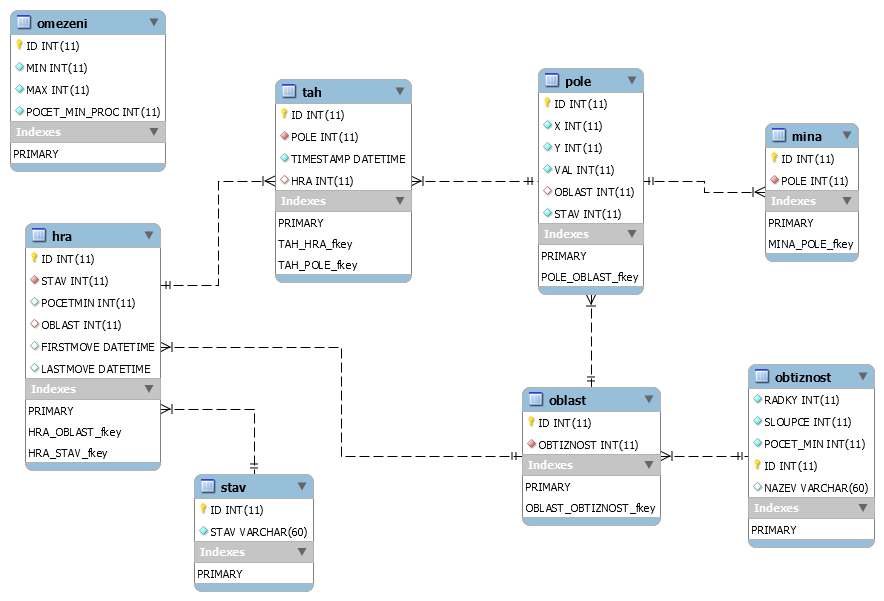 omezeni
ID INT(11)
MIN INT(11)
MAX INT(11)
POCET_MIN_PROC INT(11)
Indexes
PRIMARY
tah
ID INT(11)
POLE INT(11)
TIMESTAMP DATETIME
HRA INT(11)
Indexes
PRIMARY
TAH_HRA_fkey
TAH_POLE_fkey
pole
ID INT(11)
X INT(11)
Y INT(11)
VAL INT(11)
OBLAST INT(11)
STAV INT(11)
Indexes
PRIMARY
POLE_OBLAST_fkey
mina
ID INT(11)
POLE INT(11)
Indexes
PRIMARY
MINA_POLE_fkey
hra
ID INT(11)
STAV INT(11)
POCETMIN INT(11)
OBLAST INT(11)
FIRSTMOVE DATETIME
LASTMOVE DATETIME
Indexes
PRIMARY
HRA_OBLAST_fkey
HRA_STAV_fkey
stav
ID INT(11)
STAV VARCHAR(60)
Indexes
PRIMARY
oblast
ID INT(11)
OBTIZNOST INT(11)
Indexes
PRIMARY
OBLAST_OBTIZNOST_fkey
obtiznost
RADKY INT(11)
SLOUPCE INT(11)
POCET_MIN INT(11)
ID INT(11)
NAZEV VARCHAR(60)
Indexes
PRIMARY